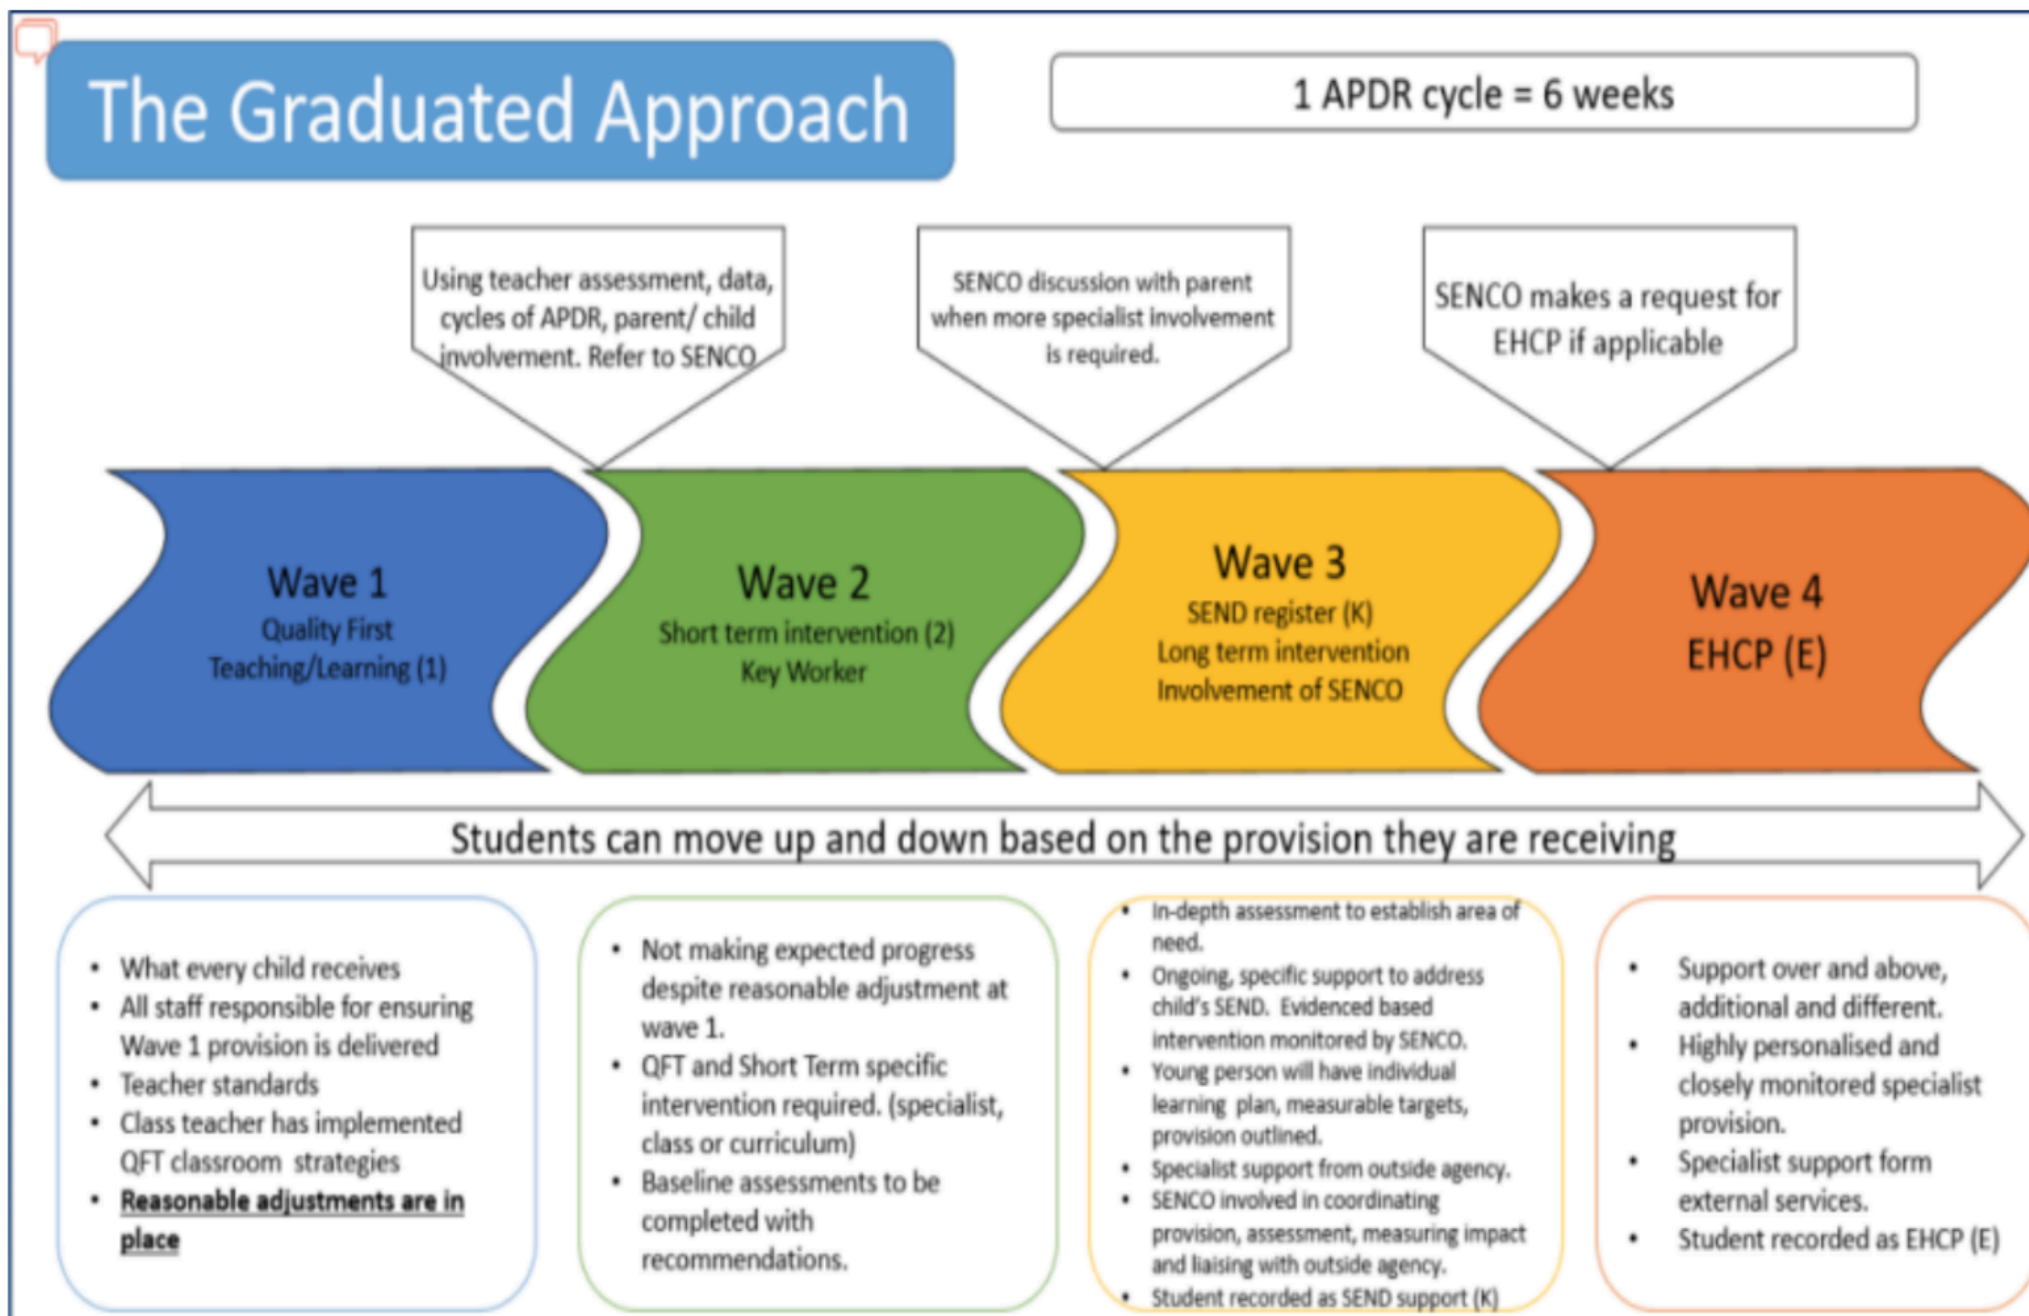 The Graduated Approach
1 APDR cycle = 6 weeks
Using teacher assessment, data,
cycles of APDR, parent/ child
involvement. Refer to SENCO
SENCO discussion with parent
when more specialist involvement
is required.
SENCO makes a request for
EHCP if applicable
Wave 1
Quality First
Teaching/Learning (1)
Wave 2
Short term intervention (2)
Key Worker
Wave 3
SEND register (K)
Long term intervention
Involvement of SENCO
Wave 4
EHCP (E)
Students can move up and down based on the provision they are receiving
• What every child receives
• All staff responsible for ensuring
Wave 1 provision is delivered
• Teacher standards
• Class teacher has implemented
QFT classroom strategies
• Reasonable adjustments are in
place
• Not making expected progress
despite reasonable adjustment at
wave 1.
• QFT and Short Term specific
intervention required. (specialist,
class or curriculum)
• Baseline assessments to be
completed with
recommendations.
• In-depth assessment to establish area of
need.
• Ongoing, specific support to address
child's SEND. Evidenced based
intervention monitored by SENCO.
• Young person will have individual
learning plan, measurable targets,
provision outlined.
• Specialist support from outside agency.
• SENCO involved in coordinating
provision, assessment, measuring impact
and liaising with outside agency.
• Student recorded as SEND support (K)
• Support over and above,
additional and different.
• Highly personalised and
closely monitored specialist
provision.
• Specialist support form
external services.
• Student recorded as EHCP (E)